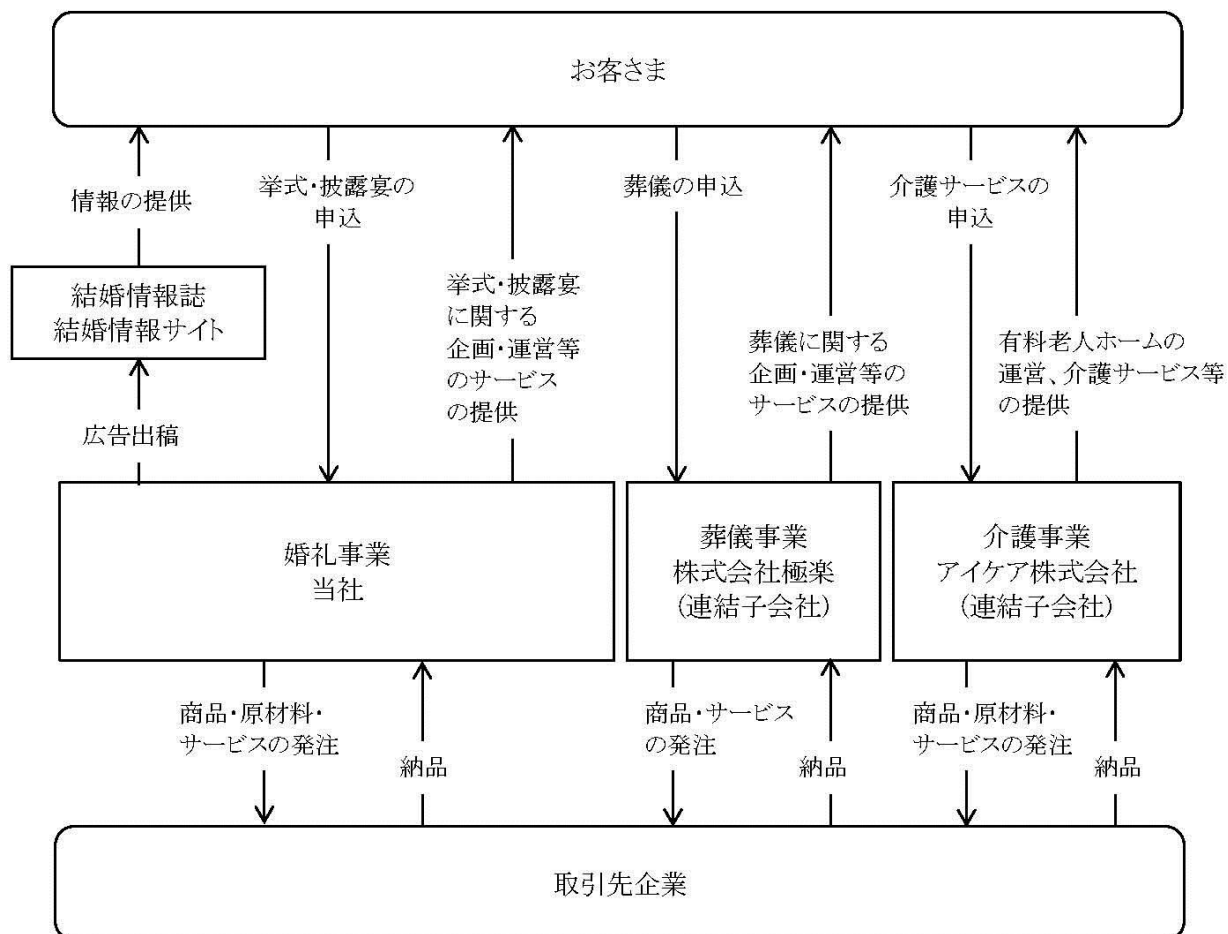 お客さま
情報の提供
挙式・披露宴の
申込
葬儀の申込
介護サービスの
申込
結婚情報誌
結婚情報サイト
挙式・披露宴
に関する
企画・運営等
のサービス
の提供
葬儀に関する
企画・運営等の
サービスの提供
有料老人ホームの
運営、介護サービス等
の提供
広告出稿
婚礼事業
当社
葬儀事業
株式会社極楽
(連結子会社)
介護事業
アイケア株式会社
(連結子会社)
商品・原材料・
サービスの発注
納品
商品・サービス
の発注
納品
商品・原材料・
サービスの発注
納品
取引先企業